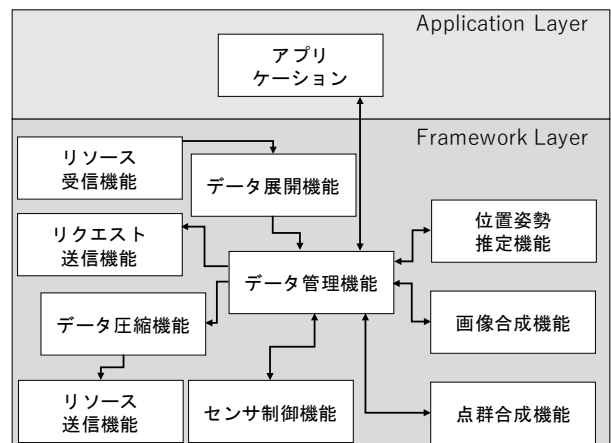 Application Layer
アプリ
ケーション
Framework Layer
リソース
受信機能
データ展開機能
リクエスト
送信機能
位置姿勢
推定機能
データ管理機能
データ圧縮機能
画像合成機能
リソース
送信機能
センサ制御機能
点群合成機能